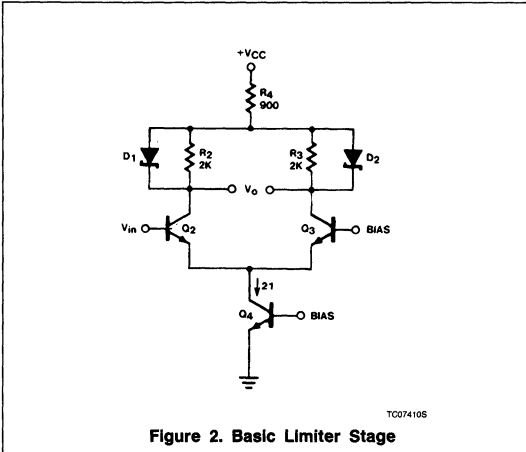 +VCC
R4
900
D1
R2
2K
R3
2K
D2
Vo
Vin
Q2
Q3
BIAS
21
Q4
BIAS
TC07410S
Figure 2. Basic Limiter Stage